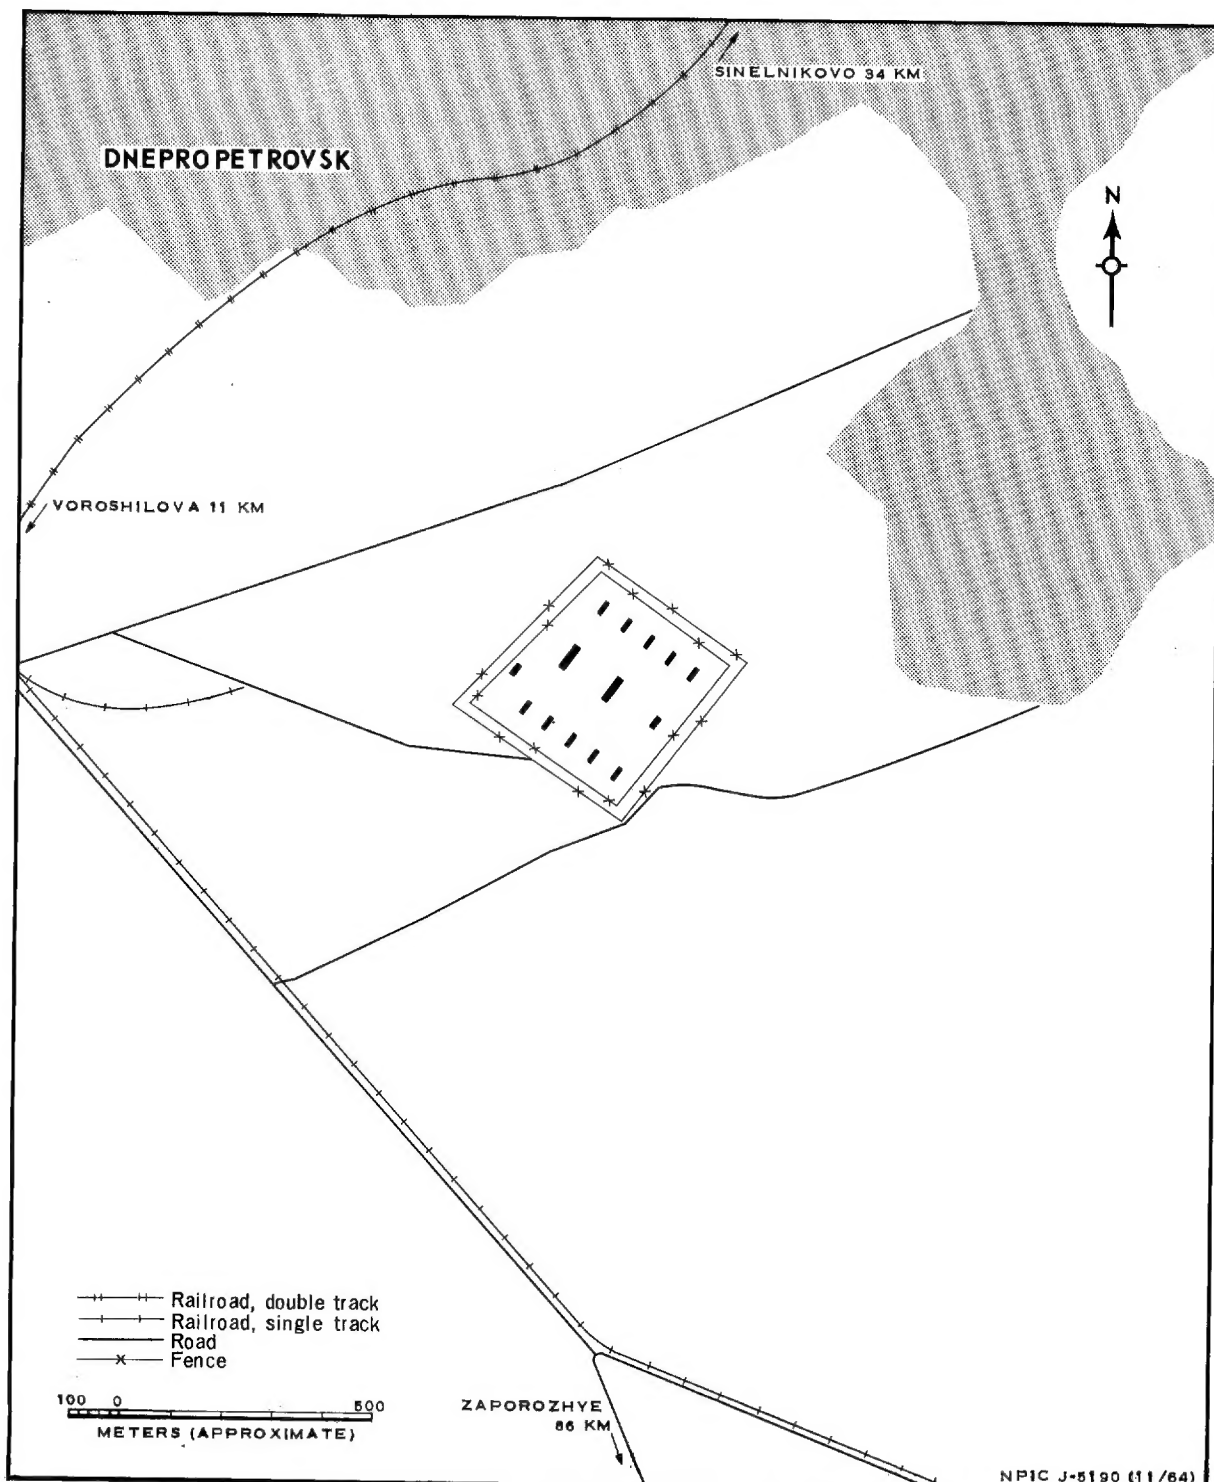 SINELNIKOVO 34 KM
DNEPROPETROVSK
N
VOROSHILOVA 11 KM
Railroad, double track
Railroad, single track
Road
Fence
100 0 500
METERS (APPROXIMATE)
ZAPOROZHYE
86 KM
NPIC J-5190 (11/64)